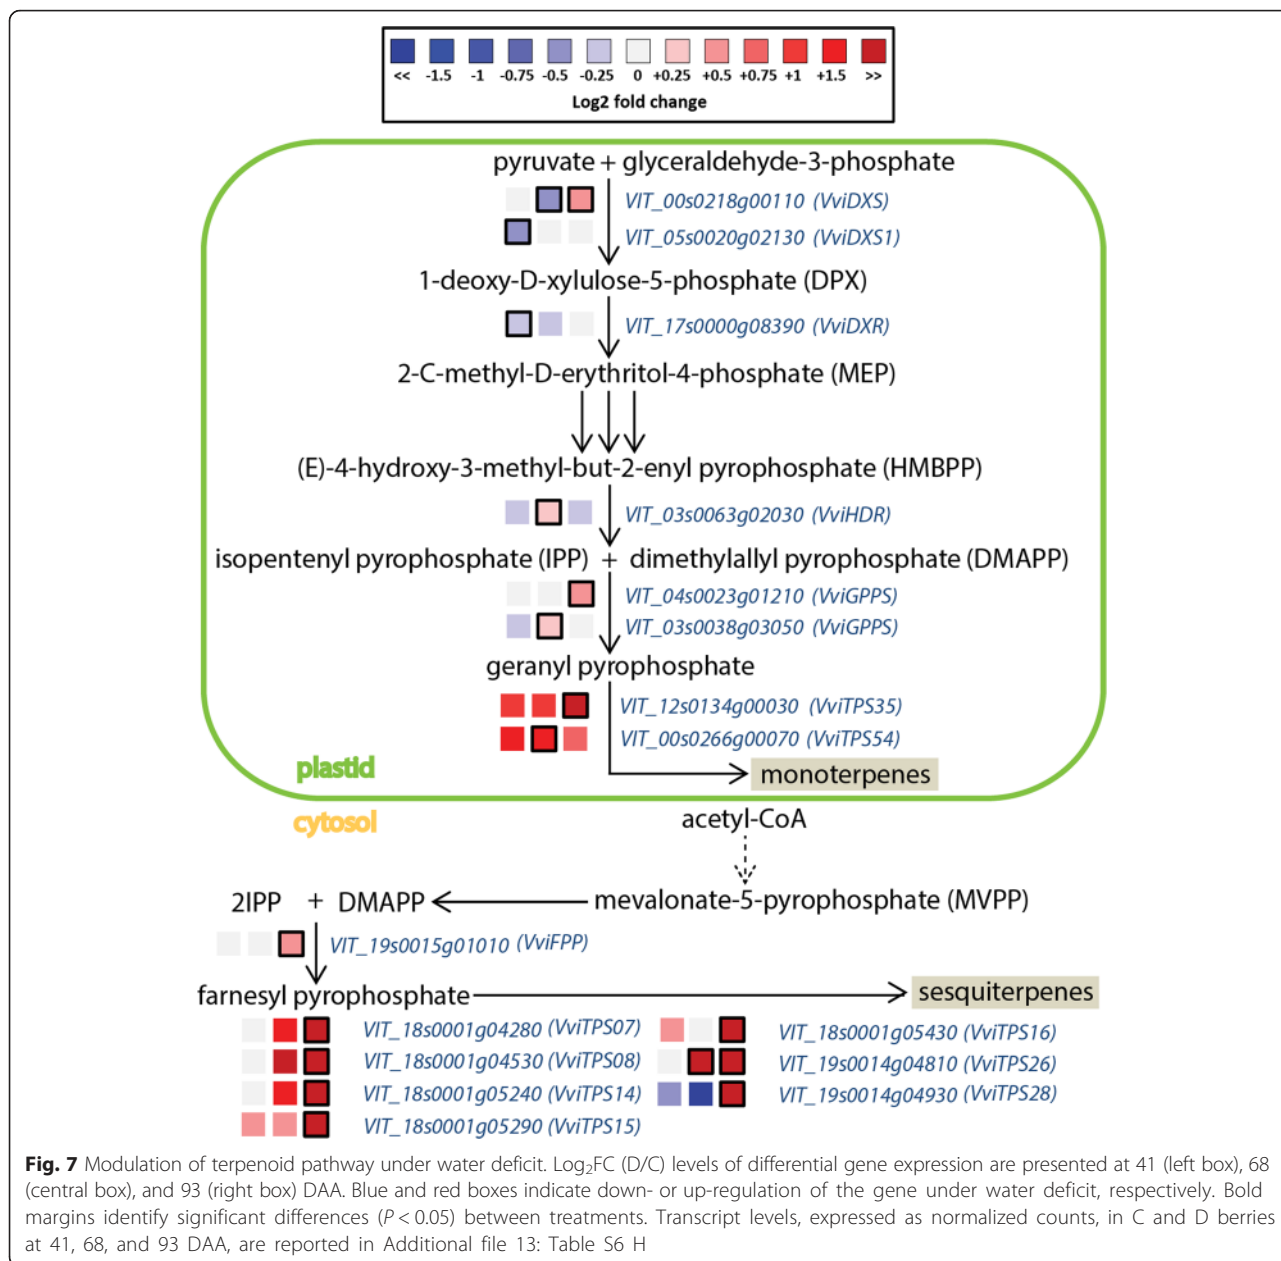 << -1.5 -1 -0.75 -0.5 -0.25 0 +0.25 +0.5 +0.75 +1 +1.5 >>
Log2 fold change
pyruvate + glyceraldehyde-3-phosphate
VIT_00s0218g00110 (VviDXS)
VIT_05s0020g02130 (VviDXS1)
1-deoxy-D-xylulose-5-phosphate (DPX)
VIT_17s0000g08390 (VviDXR)
2-C-methyl-D-erythritol-4-phosphate (MEP)
(E)-4-hydroxy-3-methyl-but-2-enyl pyrophosphate (HMBPP)
VIT_03s0063g02030 (VviHDR)
isopentenyl pyrophosphate (IPP) + dimethylallyl pyrophosphate (DMAPP)
VIT_04s0023g01210 (VviGPPS)
VIT_03s0038g03050 (VviGPPS)
geranyl pyrophosphate
VIT_12s0134g00030 (VviTPS35)
VIT_00s0266g00070 (VviTPS54)
plastid
monoterpenes
cytosol
acetyl-CoA
2IPP + DMAPP
mevalonate-5-pyrophosphate (MVPP)
VIT_19s0015g01010 (VviFPP)
farnesyl pyrophosphate
sesquiterpenes
VIT_18s0001g04280 (VviTPS07)
VIT_18s0001g04530 (VviTPS08)
VIT_18s0001g05240 (VviTPS14)
VIT_18s0001g05290 (VviTPS15)
VIT_18s0001g05430 (VviTPS16)
VIT_19s0014g04810 (VviTPS26)
VIT_19s0014g04930 (VviTPS28)
Fig. 7 Modulation of terpenoid pathway under water deficit. Log₂FC (D/C) levels of differential gene expression are presented at 41 (left box), 68
(central box), and 93 (right box) DAA. Blue and red boxes indicate down- or up-regulation of the gene under water deficit, respectively. Bold
margins identify significant differences (P < 0.05) between treatments. Transcript levels, expressed as normalized counts, in C and D berries
at 41, 68, and 93 DAA, are reported in Additional file 13: Table S6 H